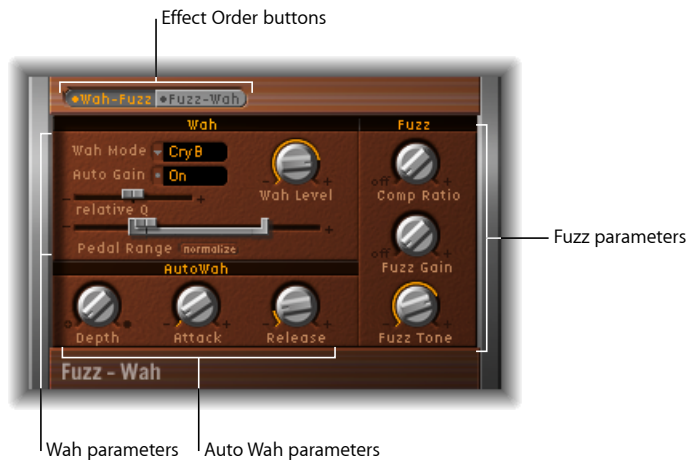 Effect Order buttons
Wah-Fuzz Fuzz-Wah
Wah Fuzz
Wah Mode CryB
Auto Gain On
Wah Level
off Comp Ratio
- +
relative Q
- +
Pedal Range normalize
off Fuzz Gain
Fuzz parameters
AutoWah
Depth
- Attack +
- Release +
- Fuzz Tone +
Fuzz - Wah
Wah parameters
Auto Wah parameters